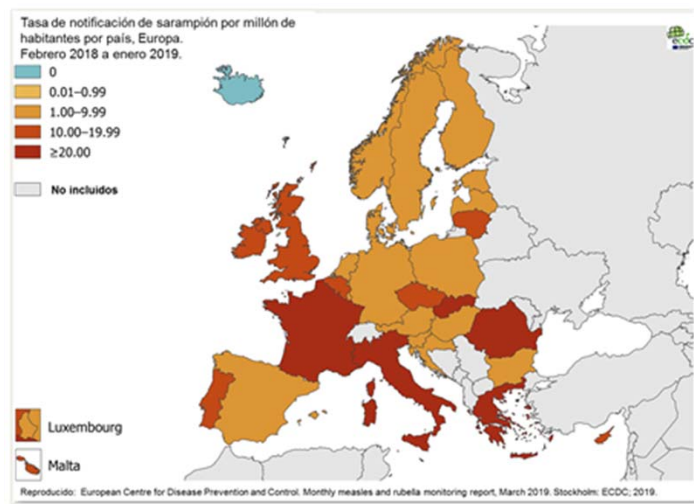 Tasa de notificación de sarampión por millón de
habitantes por país, Europa.
Febrero 2018 a enero 2019.
0
0.01–0.99
1.00–9.99
10.00–19.99
≥20.00
No incluidos
ecdc
Luxembourg
Malta
Reproducido: European Centre for Disease Prevention and Control. Monthly measles and rubella monitoring report, March 2019. Stockholm: ECDC; 2019.